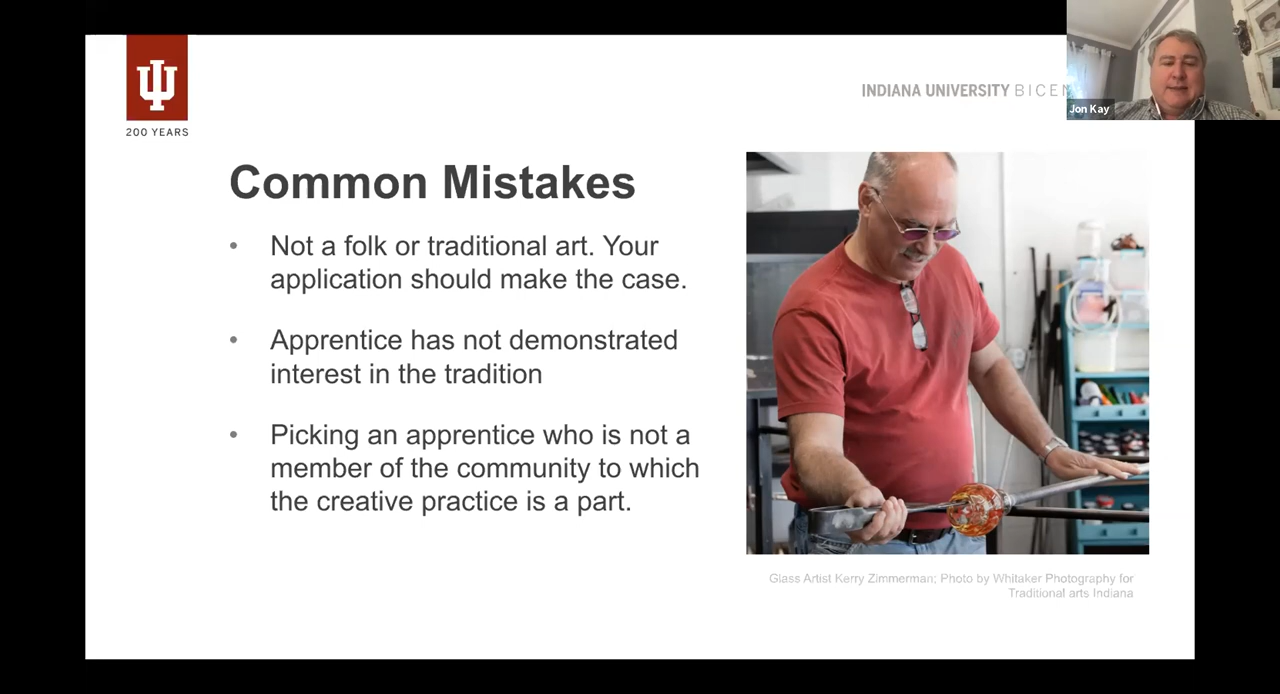 200 YEARS
INDIANA UNIVERSITY
Jon Kay
Common Mistakes
• Not a folk or traditional art. Your
application should make the case.
• Apprentice has not demonstrated
interest in the tradition
• Picking an apprentice who is not a
member of the community to which
the creative practice is a part.
Glass Artist Kerry Zimmerman; Photo by Whitaker Photography for
Traditional arts Indiana